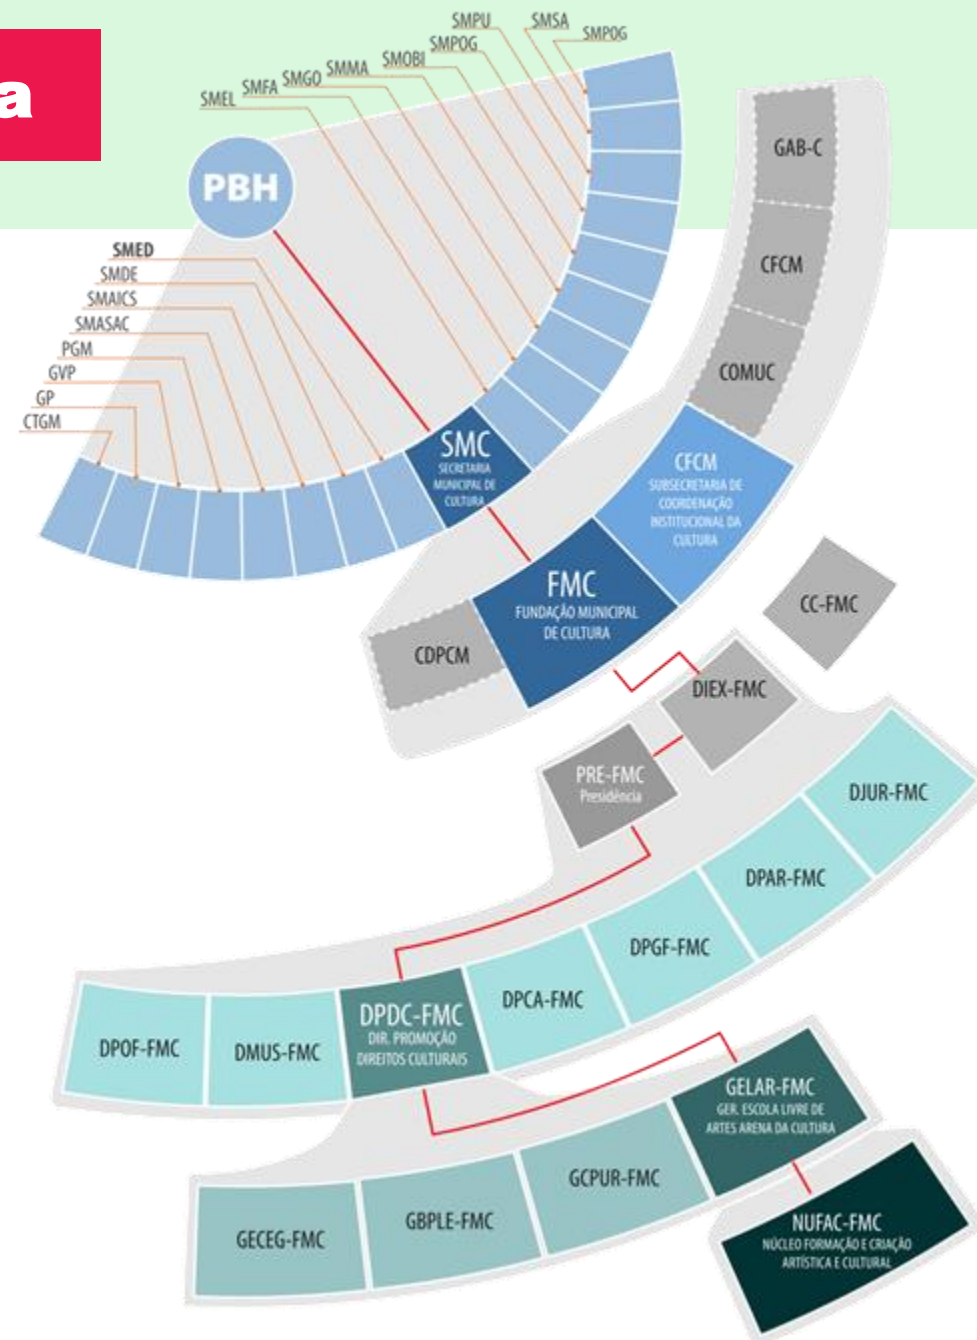 a
SMPU
SMSA
SMPOG
SMPOG
SMOBI
SMMA
SMGO
SMFA
SMEL
PBH
SMED
SMDE
SMAICS
SMASAC
PGM
GVP
GP
CTGM
GAB-C
CFCM
COMUC
SMC
SECRETARIA
MUNICIPAL DE
CULTURA
CFCM
SUBSECRETARIA DE
COORDENAÇÃO
INSTITUCIONAL DA
CULTURA
FMC
FUNDAÇÃO MUNICIPAL
DE CULTURA
CDPCM
CC-FMC
DIEX-FMC
PRE-FMC
Presidência
DJUR-FMC
DPAR-FMC
DPGF-FMC
DPCA-FMC
DPDC-FMC
DIR. PROMOÇÃO
DIREITOS CULTURAIS
DMUS-FMC
DPOF-FMC
GELAR-FMC
GER. ESCOLA LIVRE DE
ARTES ARENA DA CULTURA
GCPUR-FMC
GBPLE-FMC
GECEG-FMC
NUFAC-FMC
NÚCLEO FORMAÇÃO E CRIAÇÃO
ARTÍSTICA E CULTURAL